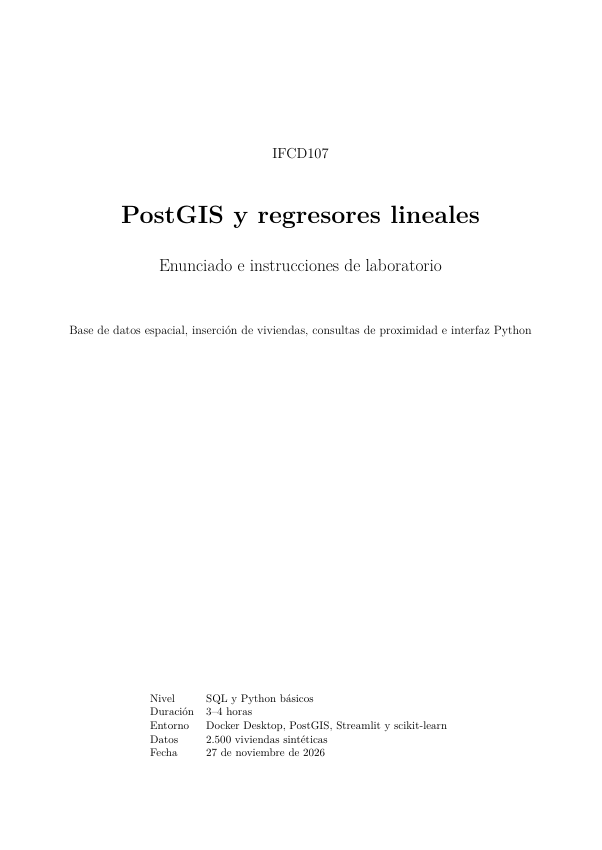 IFCD107
PostGIS y regresores lineales
Enunciado e instrucciones de laboratorio
Base de datos espacial, inserción de viviendas, consultas de proximidad e interfaz Python
Nivel SQL y Python básicos
Duración 3–4 horas
Entorno Docker Desktop, PostGIS, Streamlit y scikit-learn
Datos 2.500 viviendas sintéticas
Fecha 27 de noviembre de 2026